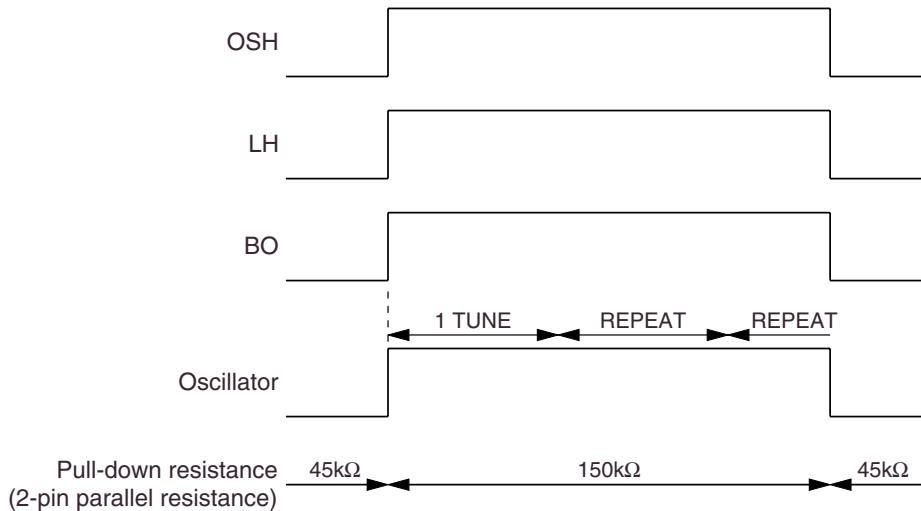 OSH
LH
BO
1 TUNE REPEAT REPEAT
Oscillator
Pull-down resistance
(2-pin parallel resistance)
45kΩ 150kΩ 45kΩ